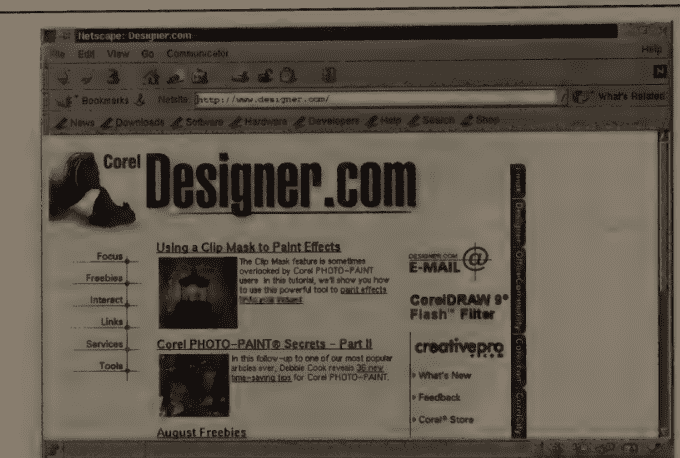 Netscape: Designer.com
File Edit View Go Communicator Help
Bookmarks Netsite: http://www.designer.com/ What's Related
News Downloads Software Hardware Developers Help Search Shop
Corel Designer.com
Focus
Freebies
Interact
Links
Services
Tools
Using a Clip Mask to Paint Effects
The Clip Mask feature is sometimes
overlooked by Corel PHOTO-PAINT
users. In this tutorial, we'll show you how
to use this powerful tool to paint effects
Corel PHOTO-PAINT® Secrets - Part II
In this follow-up to one of our most popular
articles ever, Debbie Cook reveals 36 new
time-saving tips for Corel PHOTO-PAINT.
August Freebies
DESIGNER.COM
E-MAIL @
CorelDRAW 9®
Flash™ Filter
creativepro
.com
What's New
Feedback
Corel® Store